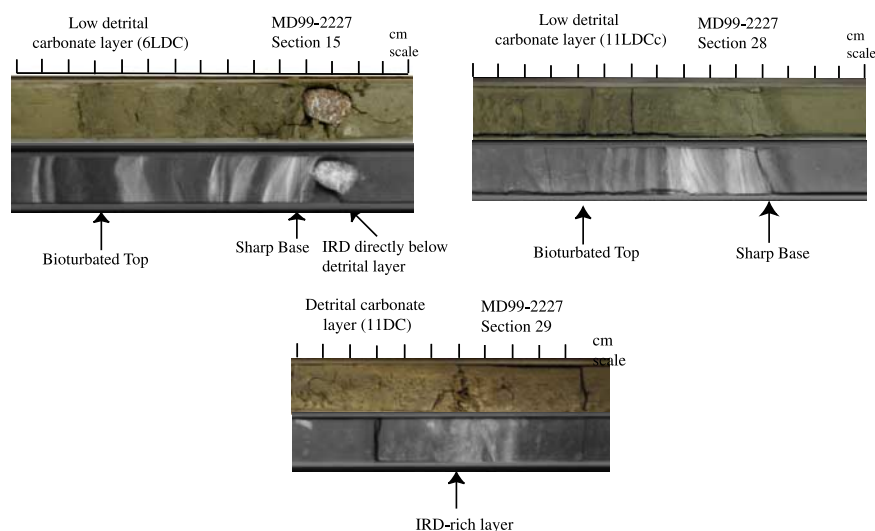 Low detrital
carbonate layer (6LDC)
MD99-2227
Section 15
cm
scale
Bioturbated Top
Sharp Base
IRD directly below
detrital layer
Low detrital
carbonate layer (11LDCc)
MD99-2227
Section 28
cm
scale
Bioturbated Top
Sharp Base
Detrital carbonate
layer (11DC)
MD99-2227
Section 29
cm
scale
IRD-rich layer